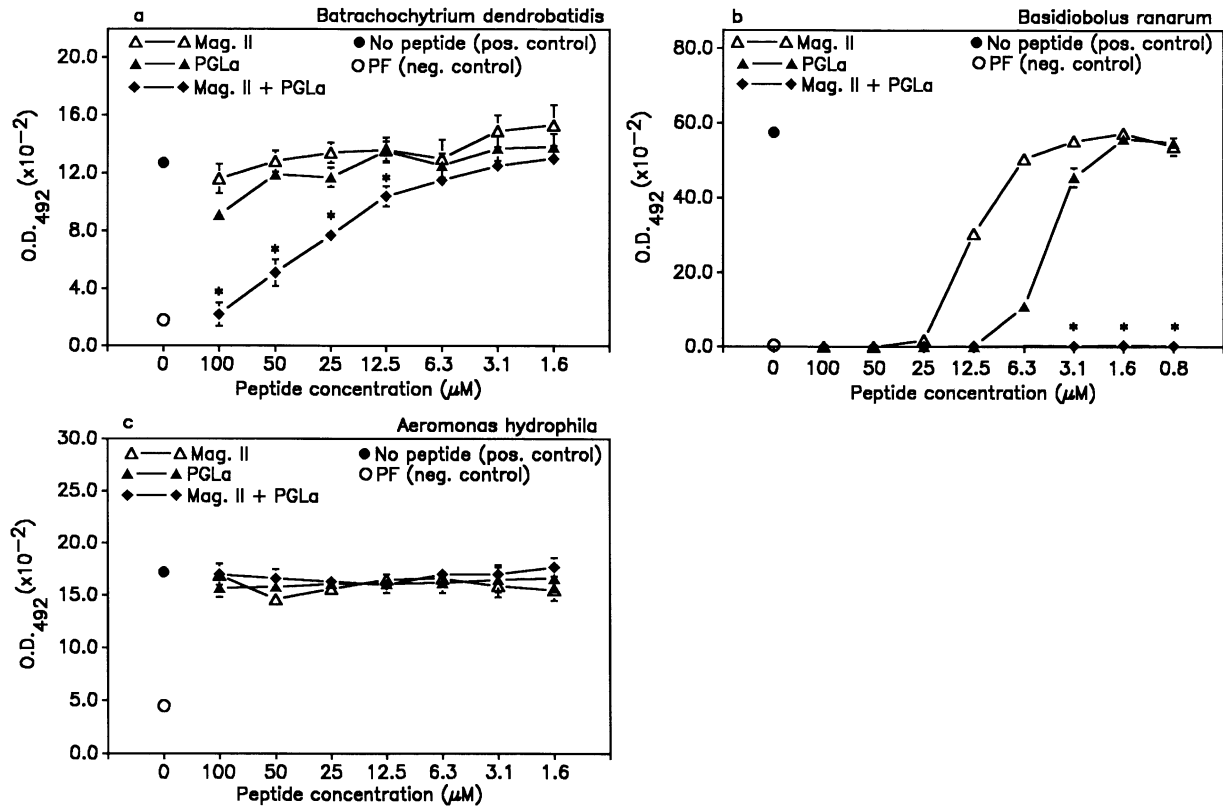 a Batrachochytrium dendrobatidis
Mag. II
PGLa
Mag. II + PGLa
No peptide (pos. control)
PF (neg. control)
20.0
16.0
12.0
8.0
4.0
0.0
O.D.492 (x10−2)
* * * *
0 100 50 25 12.5 6.3 3.1 1.6
Peptide concentration (μM)
b Basidiobolus ranarum
Mag. II
PGLa
Mag. II + PGLa
No peptide (pos. control)
PF (neg. control)
80.0
60.0
40.0
20.0
0.0
O.D.492 (x10−2)
* * *
0 100 50 25 12.5 6.3 3.1 1.6 0.8
Peptide concentration (μM)
c Aeromonas hydrophila
Mag. II
PGLa
Mag. II + PGLa
No peptide (pos. control)
PF (neg. control)
30.0
25.0
20.0
15.0
10.0
5.0
0.0
O.D.492 (x10−2)
0 100 50 25 12.5 6.3 3.1 1.6
Peptide concentration (μM)